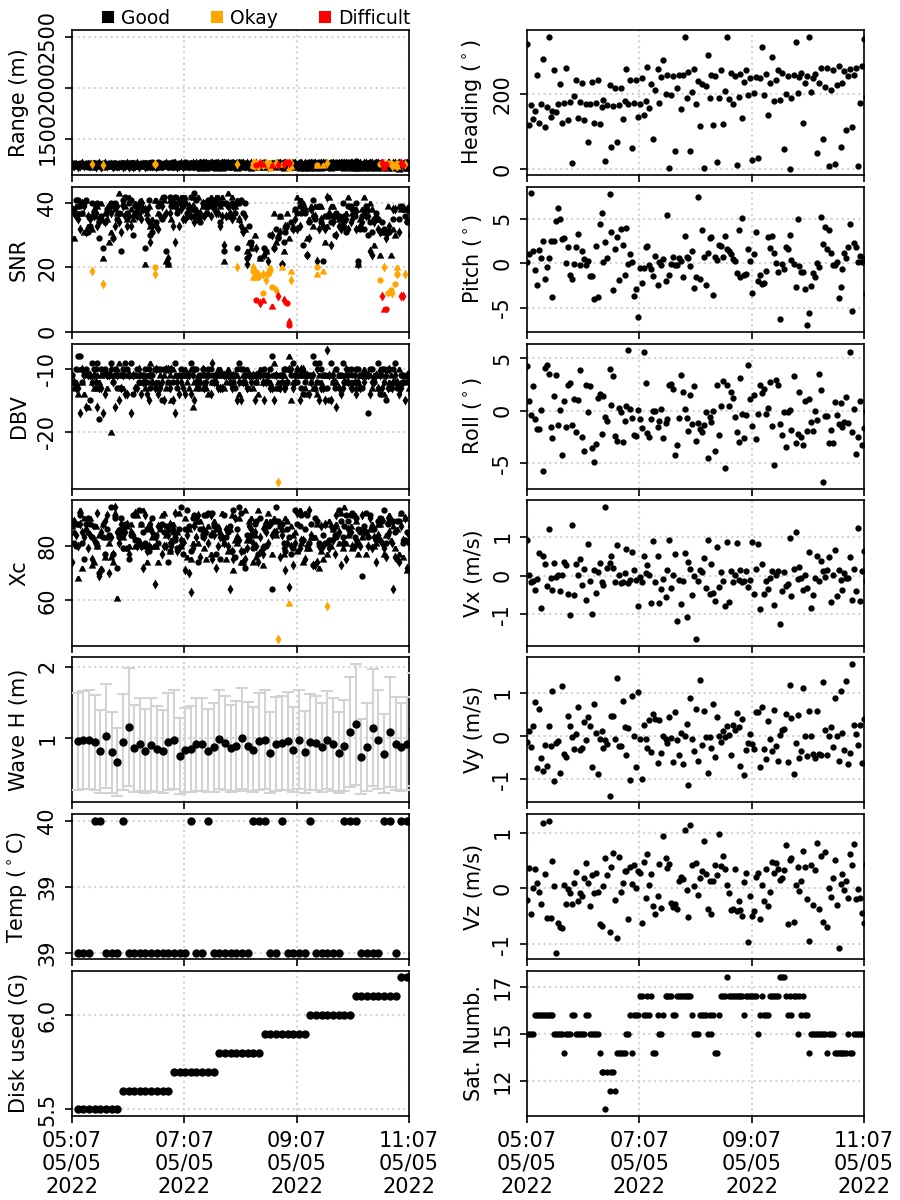 Good Okay Difficult
Range (m)
2500
2000
1500
SNR
40
20
0
DBV
-10
-20
Xc
80
60
Wave H (m)
2
1
Temp (°C)
40
39
39
Disk used (G)
6.0
5.5
05:07 07:07 09:07 11:07
05/05 05/05 05/05 05/05
2022 2022 2022 2022
Heading (°)
200
0
Pitch (°)
5
0
-5
Roll (°)
5
0
-5
Vx (m/s)
1
0
-1
Vy (m/s)
1
0
-1
Vz (m/s)
1
0
-1
Sat. Numb.
17
15
12
05:07 07:07 09:07 11:07
05/05 05/05 05/05 05/05
2022 2022 2022 2022